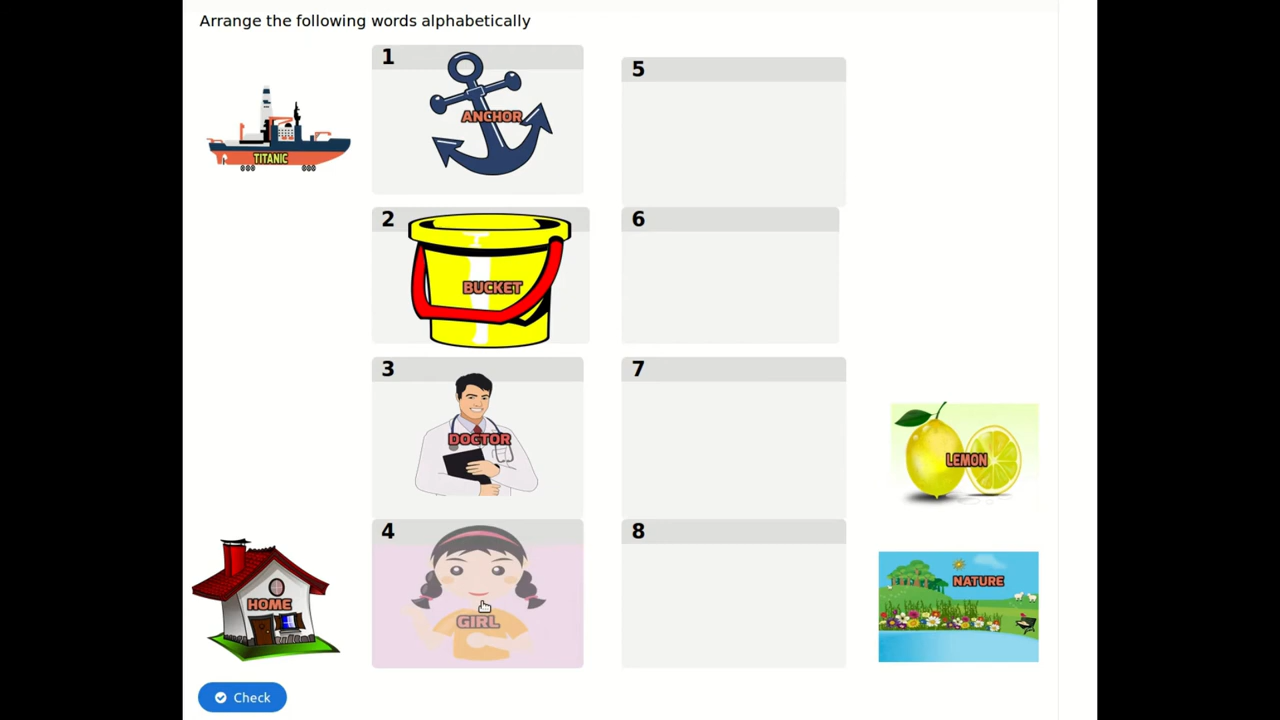 Arrange the following words alphabetically
1
ANCHOR
5
TITANIC
2
BUCKET
6
3
DOCTOR
7
LEMON
4
GIRL
8
HOME
NATURE
Check